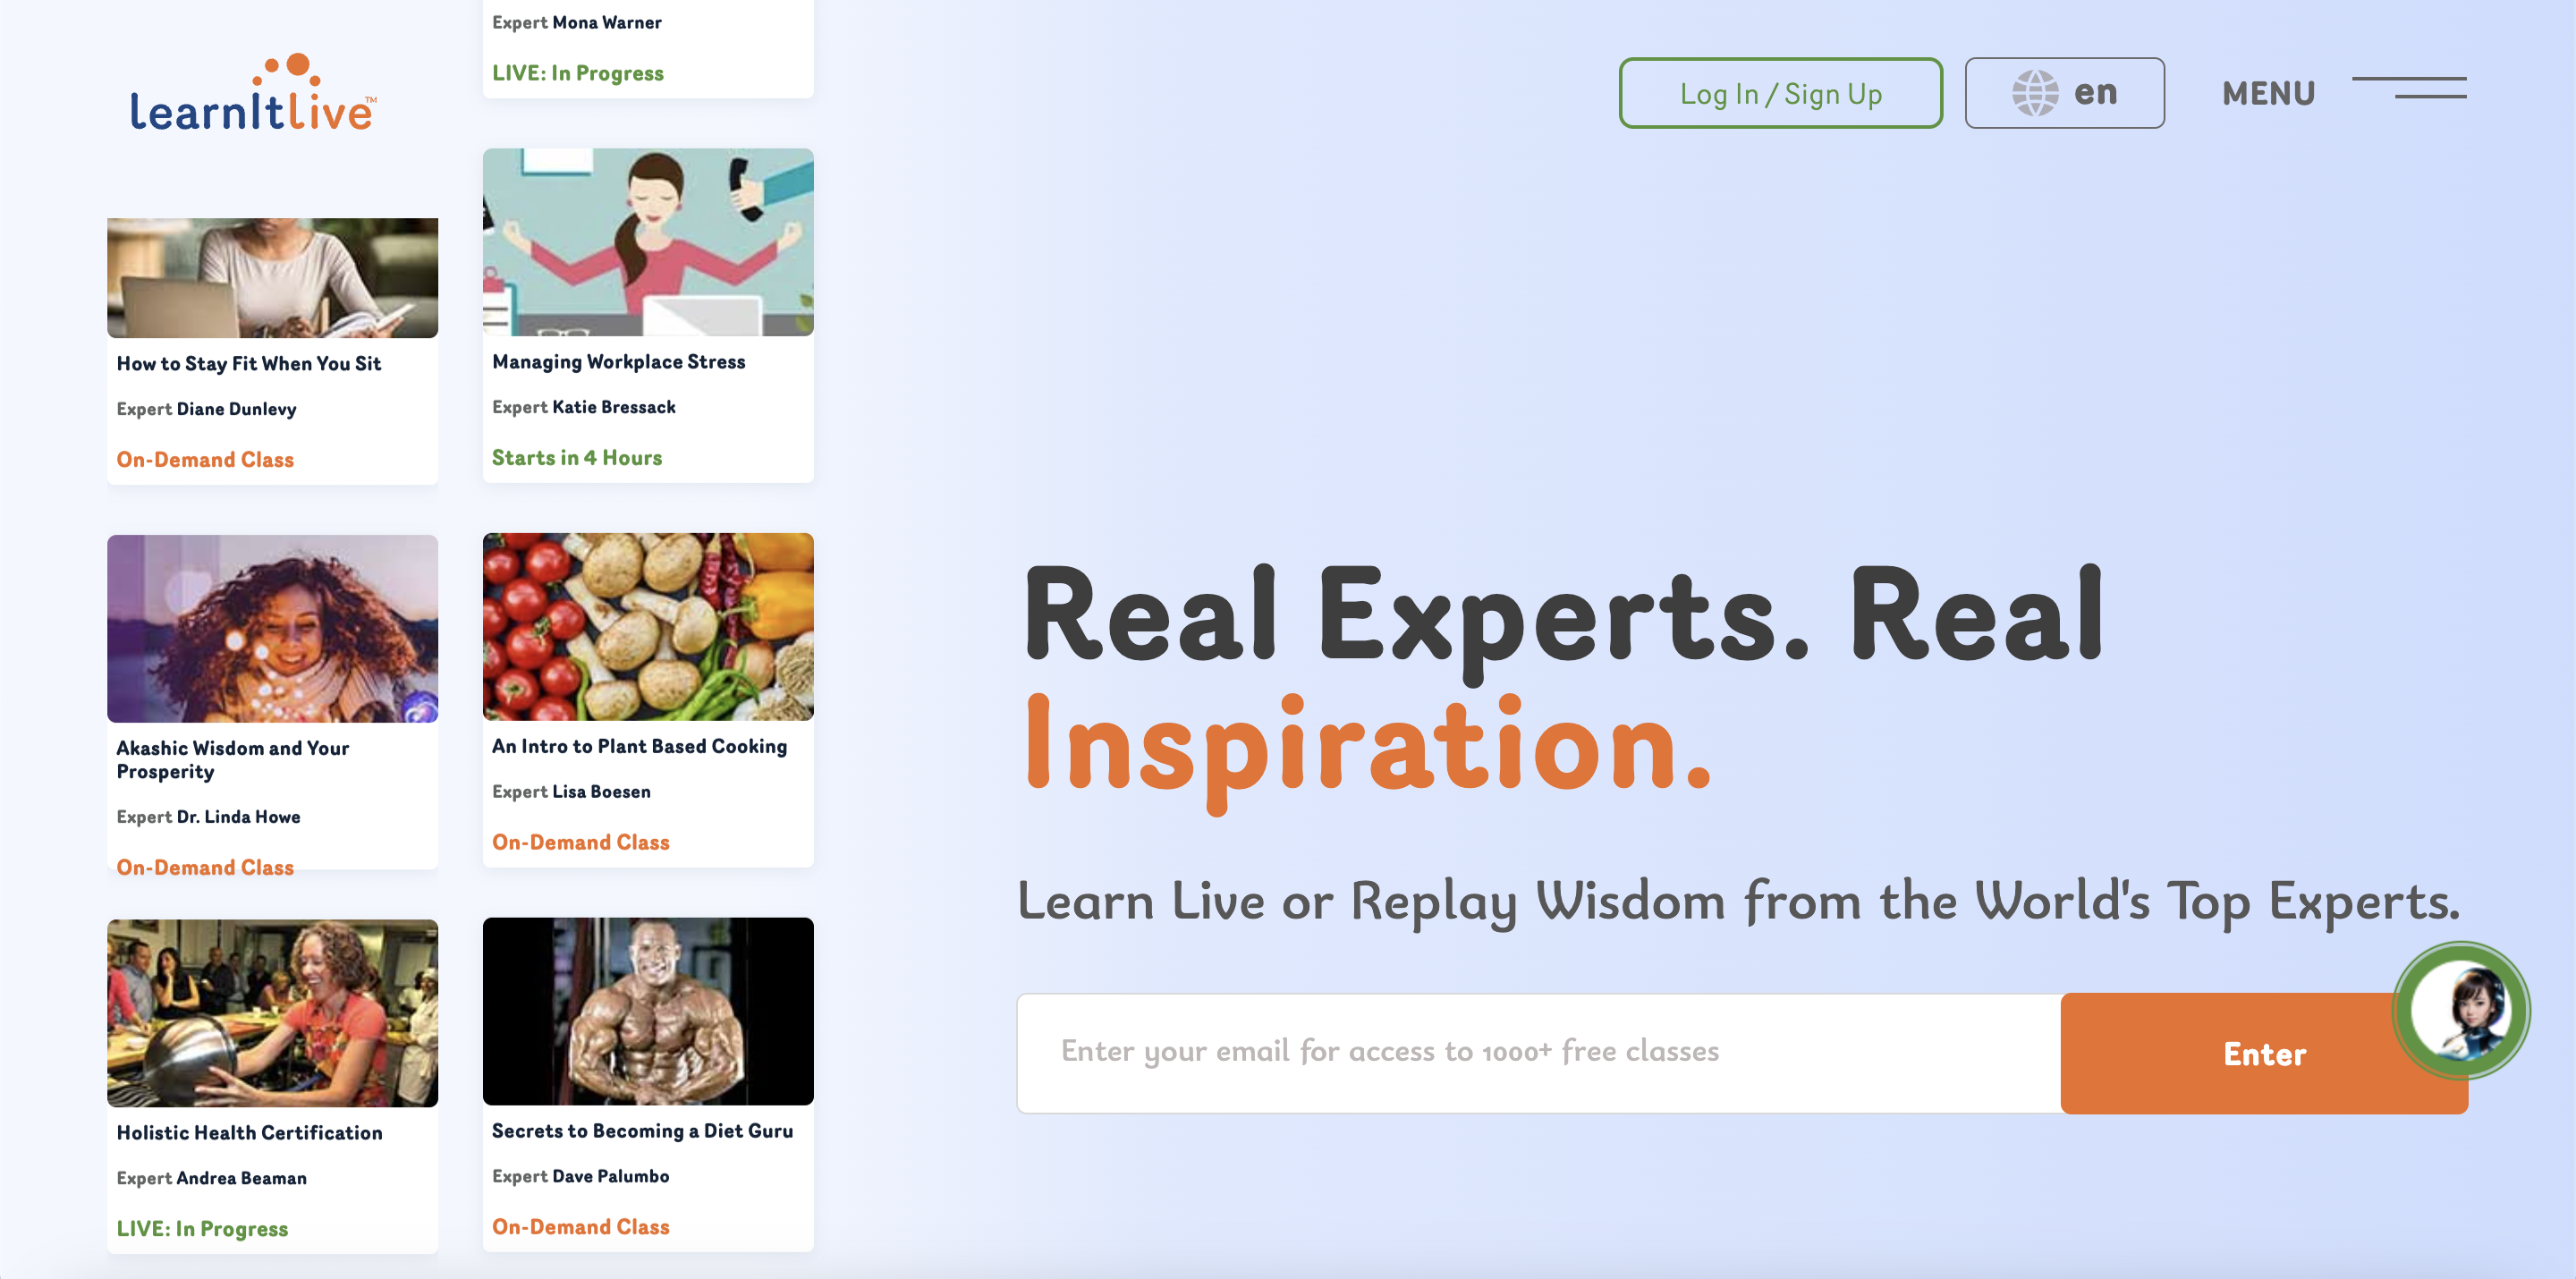 learnItlive™
Expert Mona Warner
LIVE: In Progress
Log In / Sign Up
en
MENU
How to Stay Fit When You Sit
Expert Diane Dunlevy
On-Demand Class
Managing Workplace Stress
Expert Katie Bressack
Starts in 4 Hours
Akashic Wisdom and Your
Prosperity
Expert Dr. Linda Howe
On-Demand Class
An Intro to Plant Based Cooking
Expert Lisa Boesen
On-Demand Class
Holistic Health Certification
Expert Andrea Beaman
LIVE: In Progress
Secrets to Becoming a Diet Guru
Expert Dave Palumbo
On-Demand Class
Real Experts. Real
Inspiration.
Learn Live or Replay Wisdom from the World's Top Experts.
Enter your email for access to 1000+ free classes
Enter